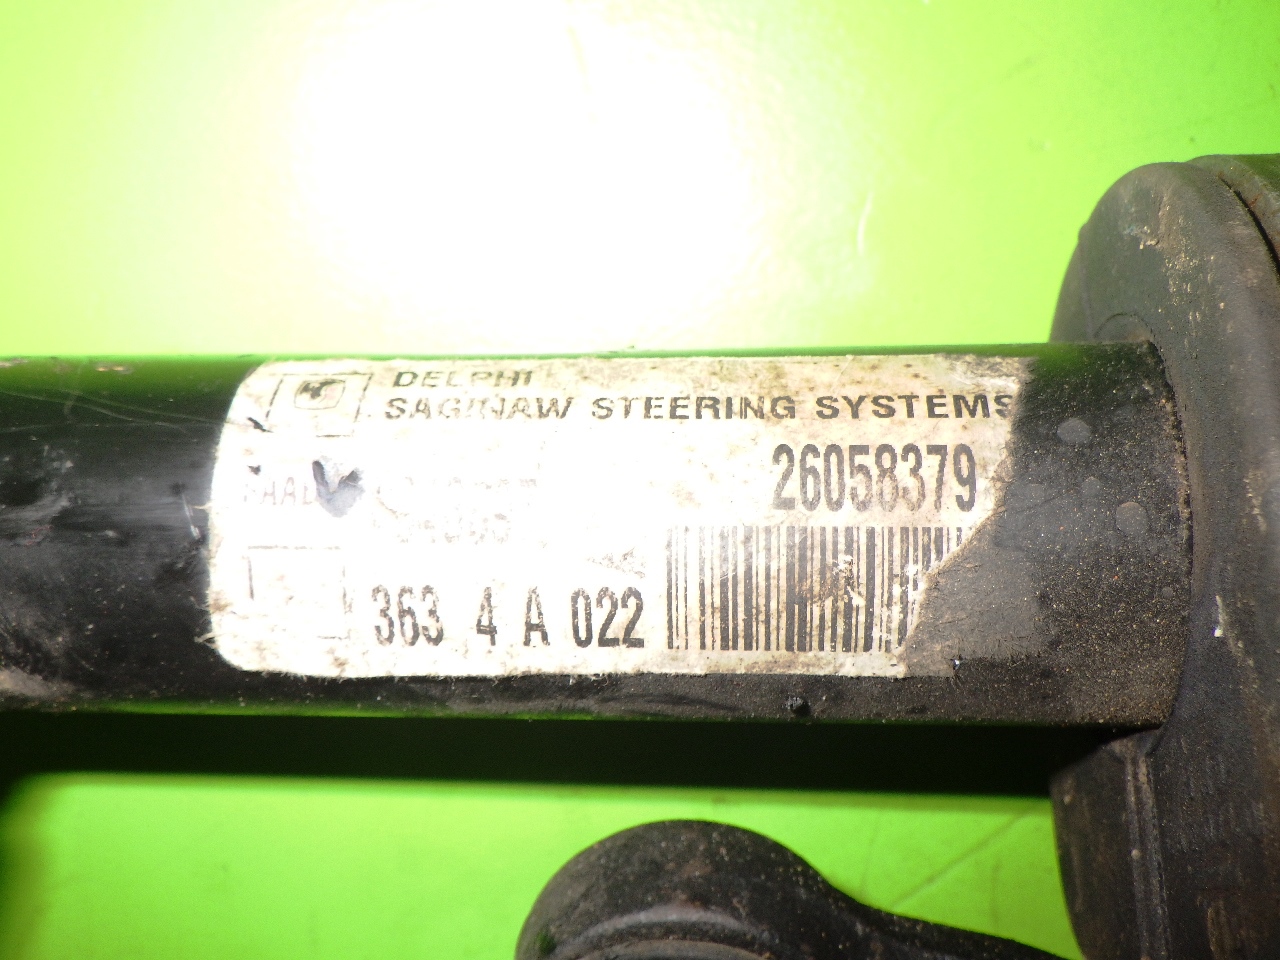 DELPHI
SAGINAW STEERING SYSTEMS
26058379
363 4 A 022